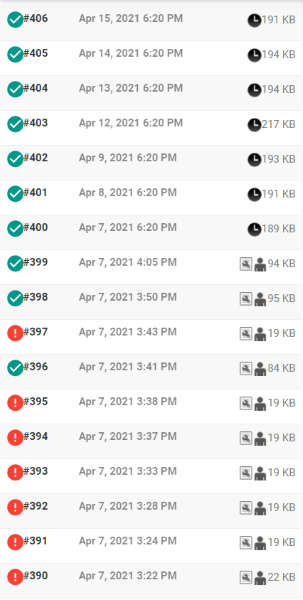 #406 Apr 15, 2021 6:20 PM 191 KB
#405 Apr 14, 2021 6:20 PM 194 KB
#404 Apr 13, 2021 6:20 PM 194 KB
#403 Apr 12, 2021 6:20 PM 217 KB
#402 Apr 9, 2021 6:20 PM 193 KB
#401 Apr 8, 2021 6:20 PM 191 KB
#400 Apr 7, 2021 6:20 PM 189 KB
#399 Apr 7, 2021 4:05 PM 94 KB
#398 Apr 7, 2021 3:50 PM 95 KB
#397 Apr 7, 2021 3:43 PM 19 KB
#396 Apr 7, 2021 3:41 PM 84 KB
#395 Apr 7, 2021 3:38 PM 19 KB
#394 Apr 7, 2021 3:37 PM 19 KB
#393 Apr 7, 2021 3:33 PM 19 KB
#392 Apr 7, 2021 3:28 PM 19 KB
#391 Apr 7, 2021 3:24 PM 19 KB
#390 Apr 7, 2021 3:22 PM 22 KB